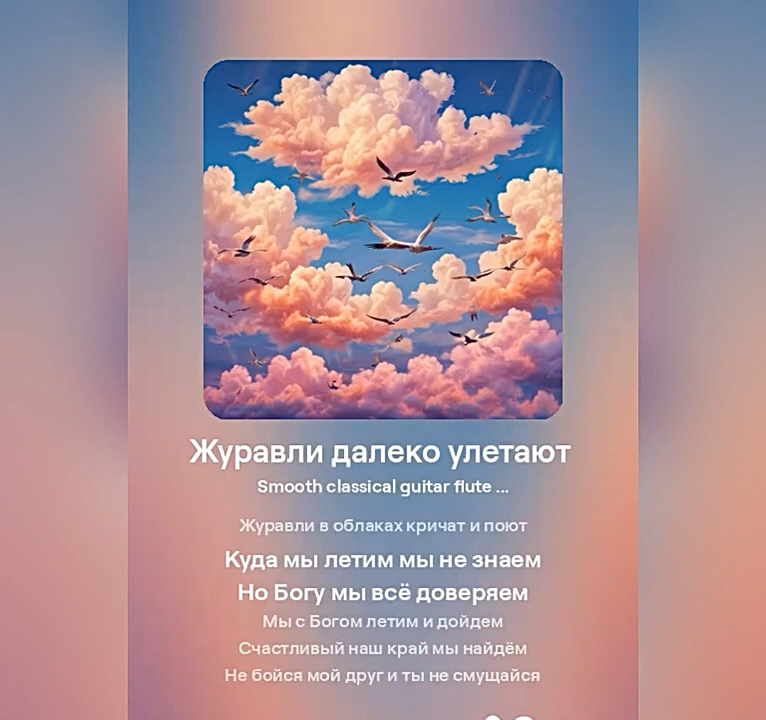 Журавли далеко улетают
Smooth classical guitar flute ...
Журавли в облаках кричат и поют
Куда мы летим мы не знаем
Но Богу мы всё доверяем
Мы с Богом летим и дойдем
Счастливый наш край мы найдём
Не бойся мой друг и ты не смущайся